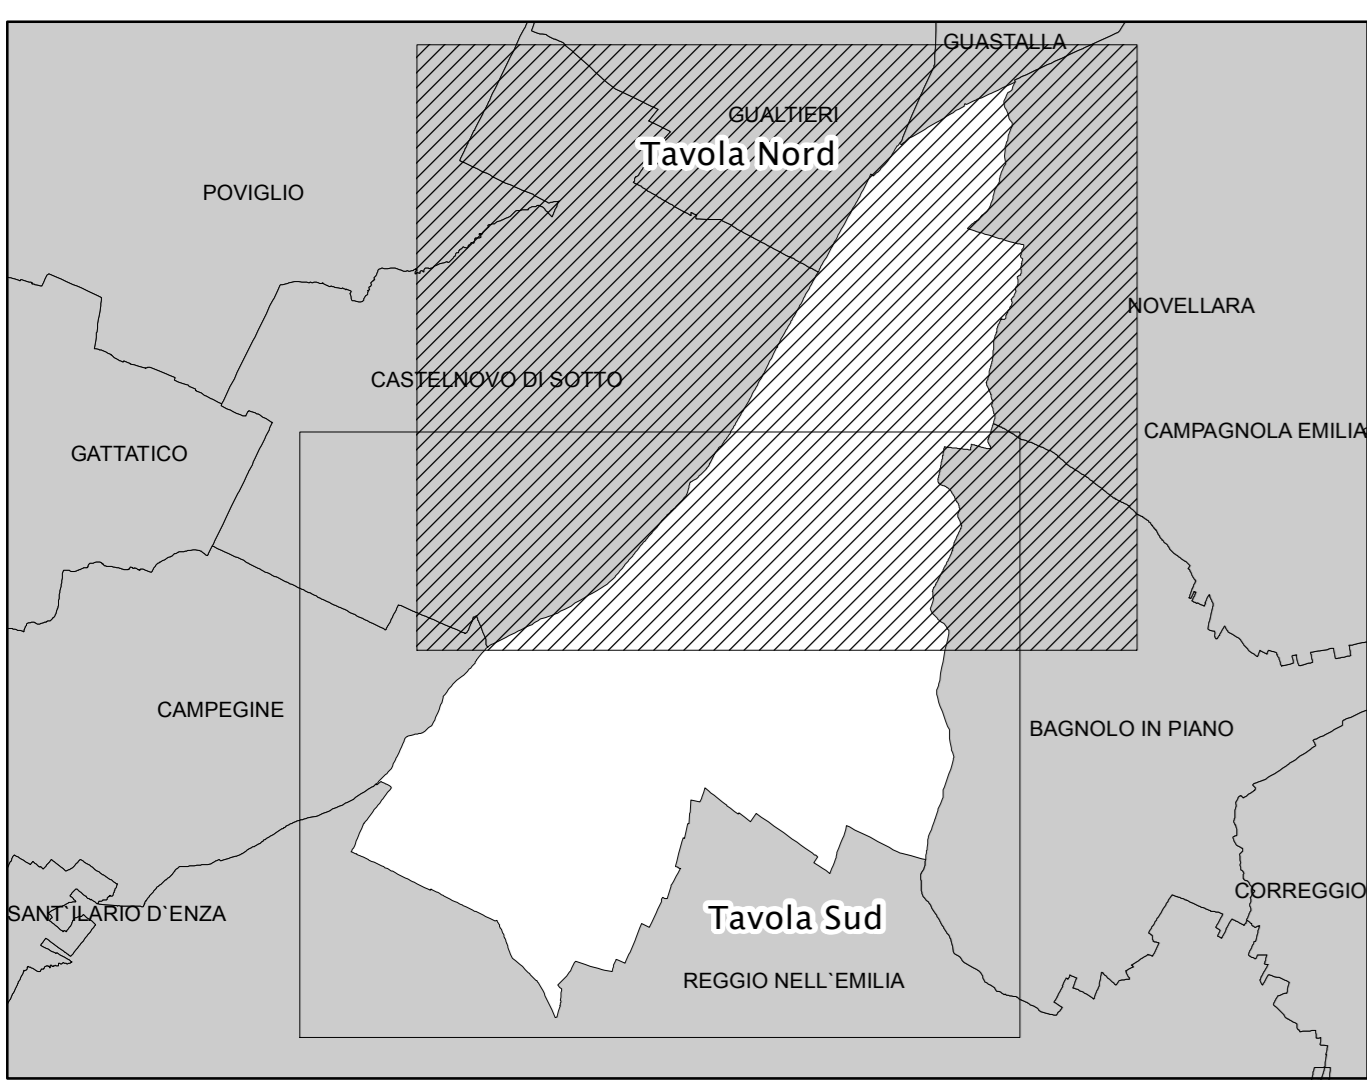 GUASTALLA
GUALTIERI
Tavola Nord
POVIGLIO
NOVELLARA
CASTELNOVO DI SOTTO
CAMPAGNOLA EMILIA
GATTATICO
CAMPEGINE
BAGNOLO IN PIANO
CORREGGIO
SANT`ILARIO D`ENZA
Tavola Sud
REGGIO NELL`EMILIA